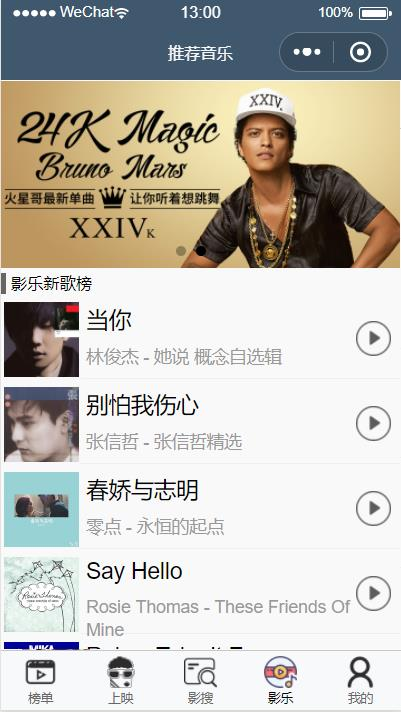 WeChat
13:00
100%
推荐音乐
24K Magic
Bruno Mars
火星哥最新单曲
让你听着想跳舞
XXIVK
XXIV.
影乐新歌榜
当你
林俊杰 - 她说 概念自选辑
别怕我伤心
张信哲 - 张信哲精选
春娇与志明
零点 - 永恒的起点
Say Hello
Rosie Thomas - These Friends Of
Mine
榜单
上映
影搜
影乐
我的